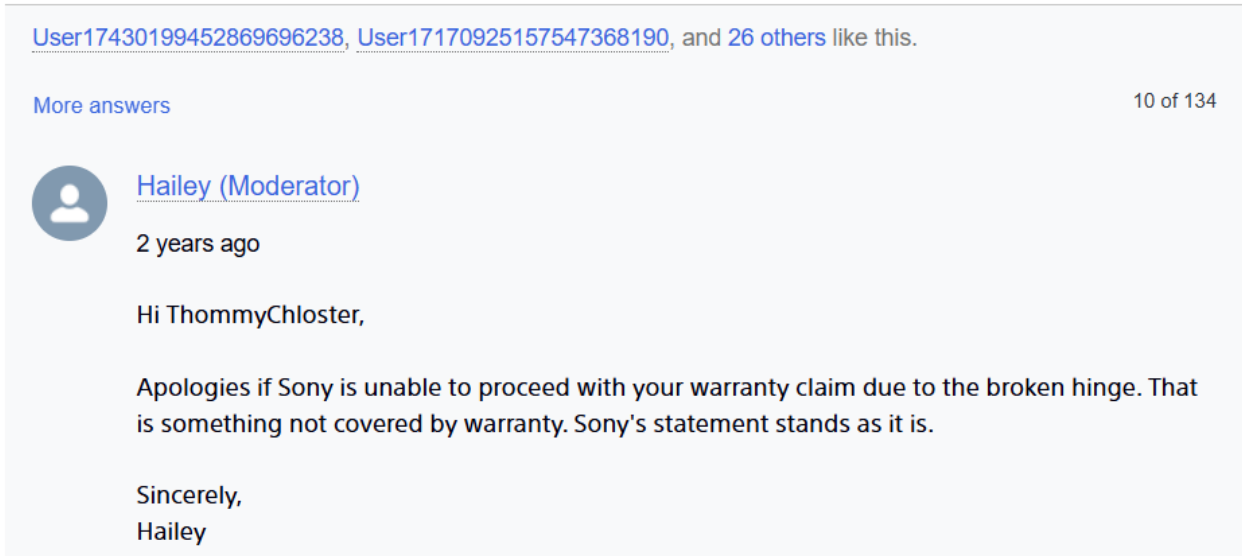 User17430199452869696238, User17170925157547368190, and 26 others like this.
More answers
10 of 134
Hailey (Moderator)
2 years ago
Hi ThommyChloster,
Apologies if Sony is unable to proceed with your warranty claim due to the broken hinge. That
is something not covered by warranty. Sony's statement stands as it is.
Sincerely,
Hailey